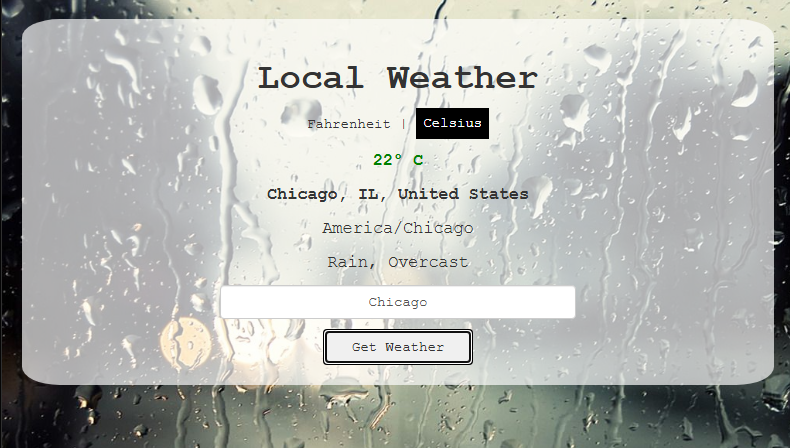 Local Weather
Fahrenheit | Celsius
22° C
Chicago, IL, United States
America/Chicago
Rain, Overcast
Chicago
Get Weather